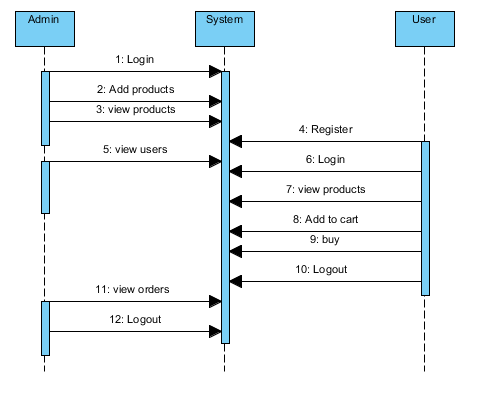 Admin
System
User
1: Login
2: Add products
3: view products
4: Register
5: view users
6: Login
7: view products
8: Add to cart
9: buy
10: Logout
11: view orders
12: Logout